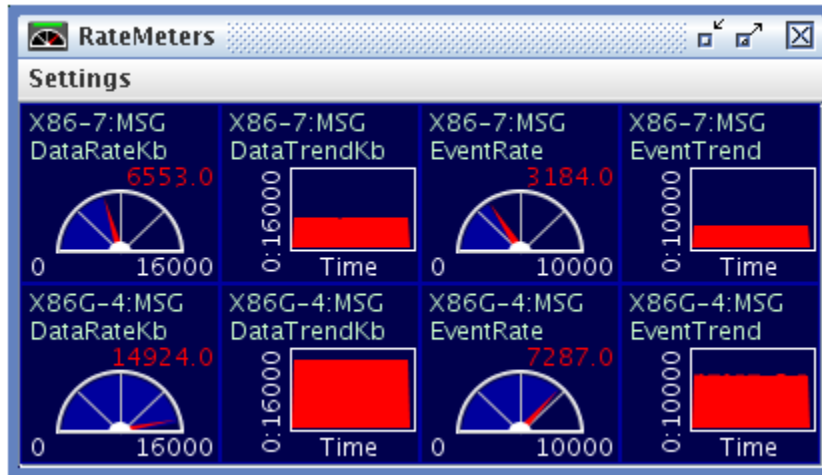 RateMeters
Settings
X86-7:MSG
DataRateKb
6553.0
0 16000
X86-7:MSG
DataTrendKb
0:16000
Time
X86-7:MSG
EventRate
3184.0
0 10000
X86-7:MSG
EventTrend
0:10000
Time
X86G-4:MSG
DataRateKb
14924.0
0 16000
X86G-4:MSG
DataTrendKb
0:16000
Time
X86G-4:MSG
EventRate
7287.0
0 10000
X86G-4:MSG
EventTrend
0:10000
Time